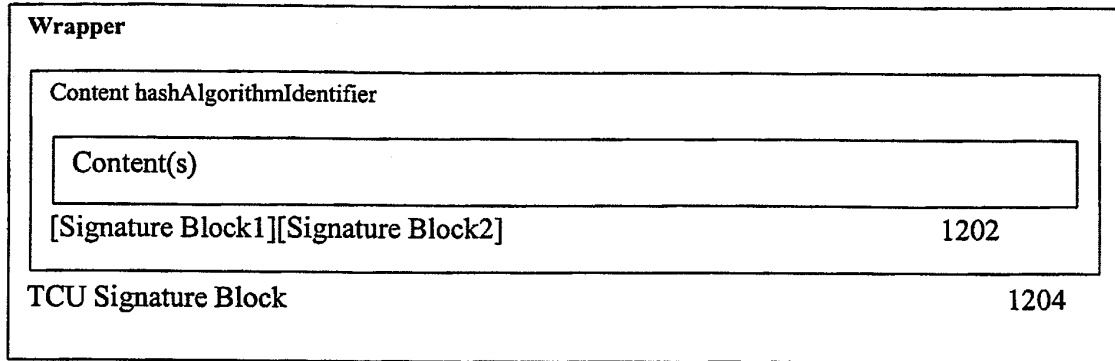 Wrapper
Content hashAlgorithmIdentifier
Content(s)
[Signature Block1][Signature Block2] 1202
TCU Signature Block 1204